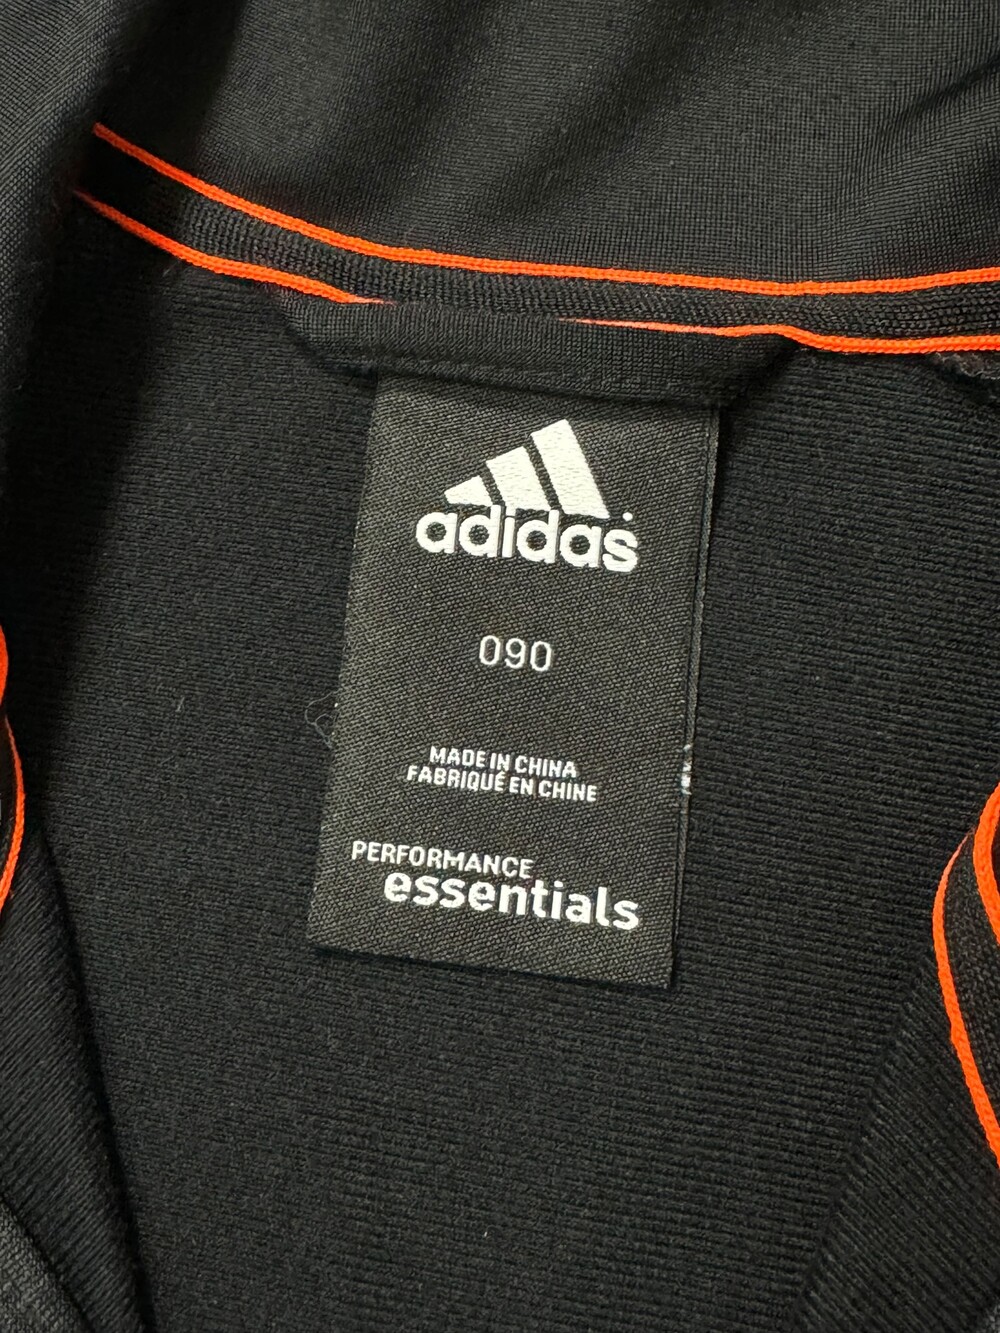 adidas
090
MADE IN CHINA
FABRIQUÉ EN CHINE
PERFORMANCE
essentials